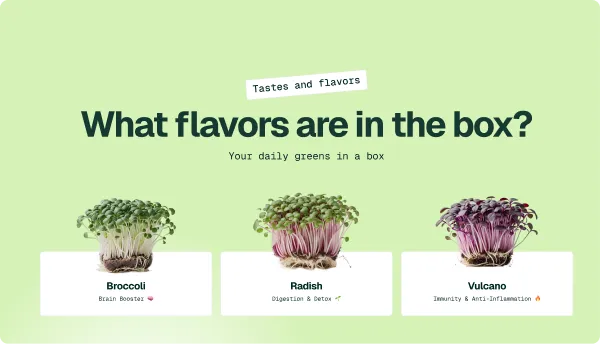 Tastes and flavors
What flavors are in the box?
Your daily greens in a box
Broccoli
Brain Booster 🧠
Radish
Digestion & Detox 🌱
Vulcano
Immunity & Anti-Inflammation 🔥